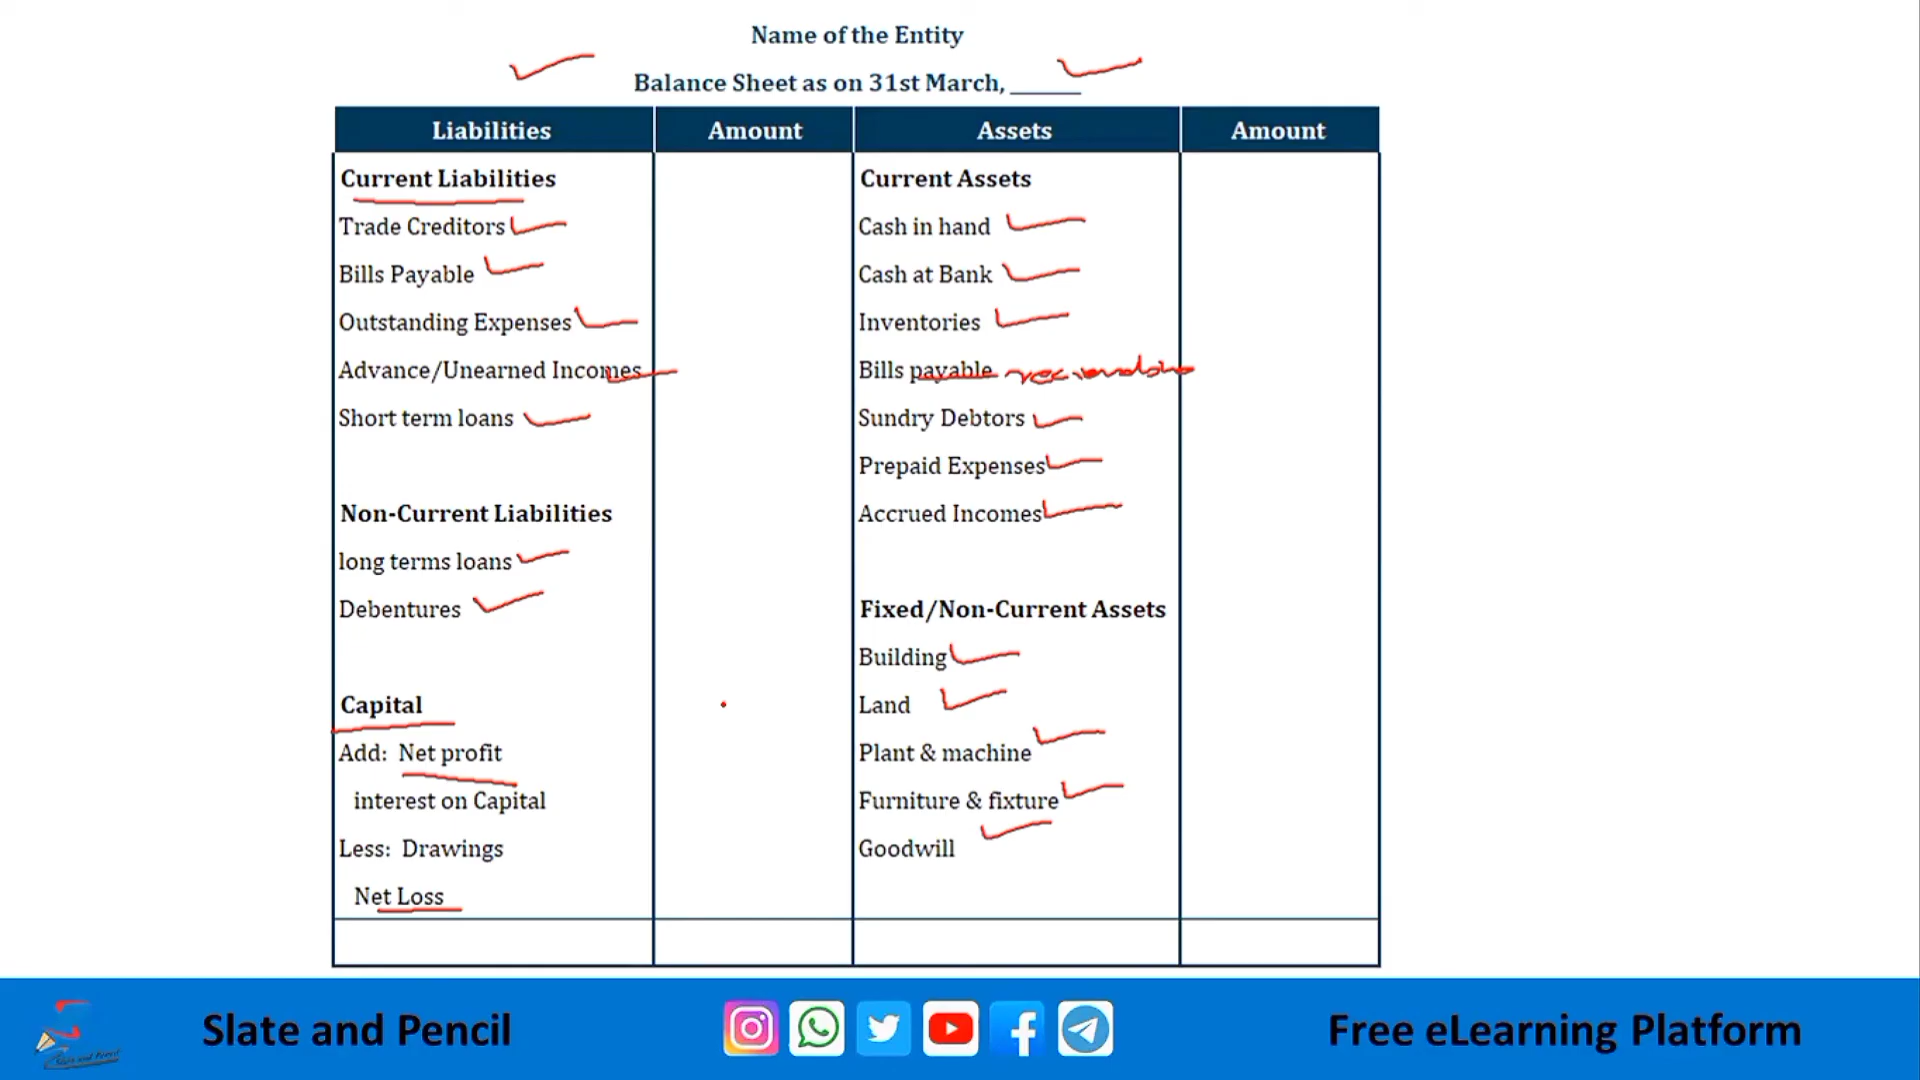 Name of the Entity
Balance Sheet as on 31st March, ______
Liabilities Amount Assets Amount
Current Liabilities
Trade Creditors
Bills Payable
Outstanding Expenses
Advance/Unearned Incomes
Short term loans
Non-Current Liabilities
long terms loans
Debentures
Capital
Add: Net profit
interest on Capital
Less: Drawings
Net Loss
Current Assets
Cash in hand
Cash at Bank
Inventories
Bills payable
Sundry Debtors
Prepaid Expenses
Accrued Incomes
Fixed/Non-Current Assets
Building
Land
Plant & machine
Furniture & fixture
Goodwill
Slate and Pencil
Slate and Pencil
Free eLearning Platform